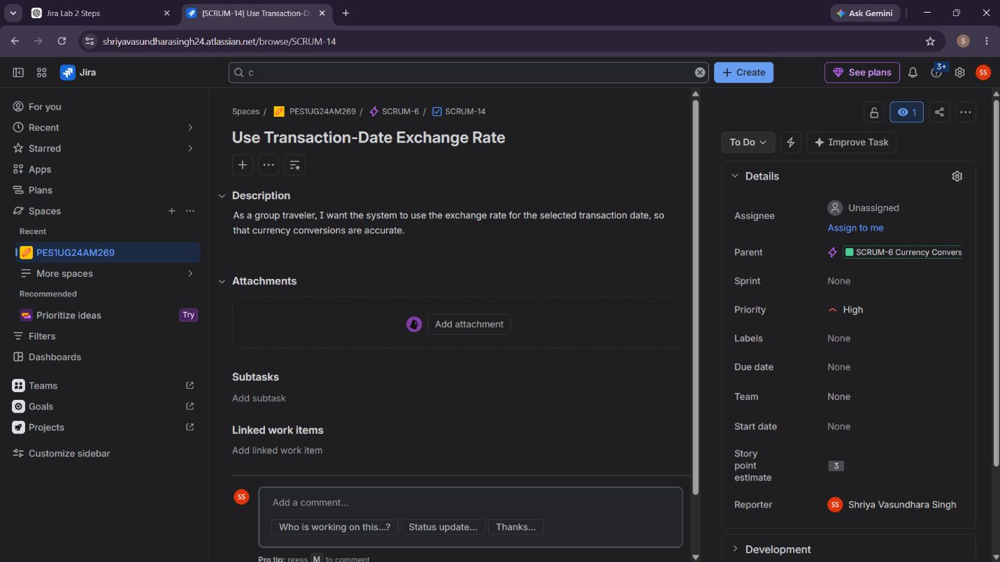 Jira Lab 2 Steps
[SCRUM-14] Use Transaction-Da
Ask Gemini
shriyavasundharasingh24.atlassian.net/browse/SCRUM-14
S
Jira
c
Create
See plans
3+
SS
For you
Recent
Starred
Apps
Plans
Spaces
Recent
PES1UG24AM269
More spaces
Recommended
Prioritize ideas
Try
Filters
Dashboards
Teams
Goals
Projects
Customize sidebar
Spaces / PES1UG24AM269 / SCRUM-6 / SCRUM-14
Use Transaction-Date Exchange Rate
Description
As a group traveler, I want the system to use the exchange rate for the selected transaction date, so
that currency conversions are accurate.
Attachments
Add attachment
Subtasks
Add subtask
Linked work items
Add linked work item
SS
Add a comment...
Who is working on this...?
Status update...
Thanks...
Pro tip: press M to comment
1
To Do
Improve Task
Details
Assignee
Unassigned
Assign to me
Parent
SCRUM-6 Currency Convers
Sprint
None
Priority
High
Labels
None
Due date
None
Team
None
Start date
None
Story
point
estimate
3
Reporter
SS
Shriya Vasundhara Singh
Development